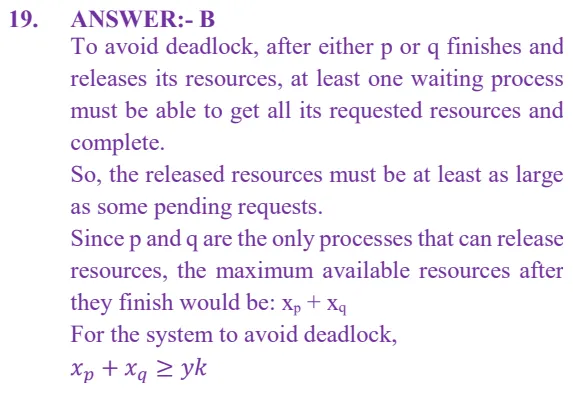 19. ANSWER:- B
To avoid deadlock, after either p or q finishes and
releases its resources, at least one waiting process
must be able to get all its requested resources and
complete.
So, the released resources must be at least as large
as some pending requests.
Since p and q are the only processes that can release
resources, the maximum available resources after
they finish would be: xₚ + x_q
For the system to avoid deadlock,
xₚ + x_q ≥ yk